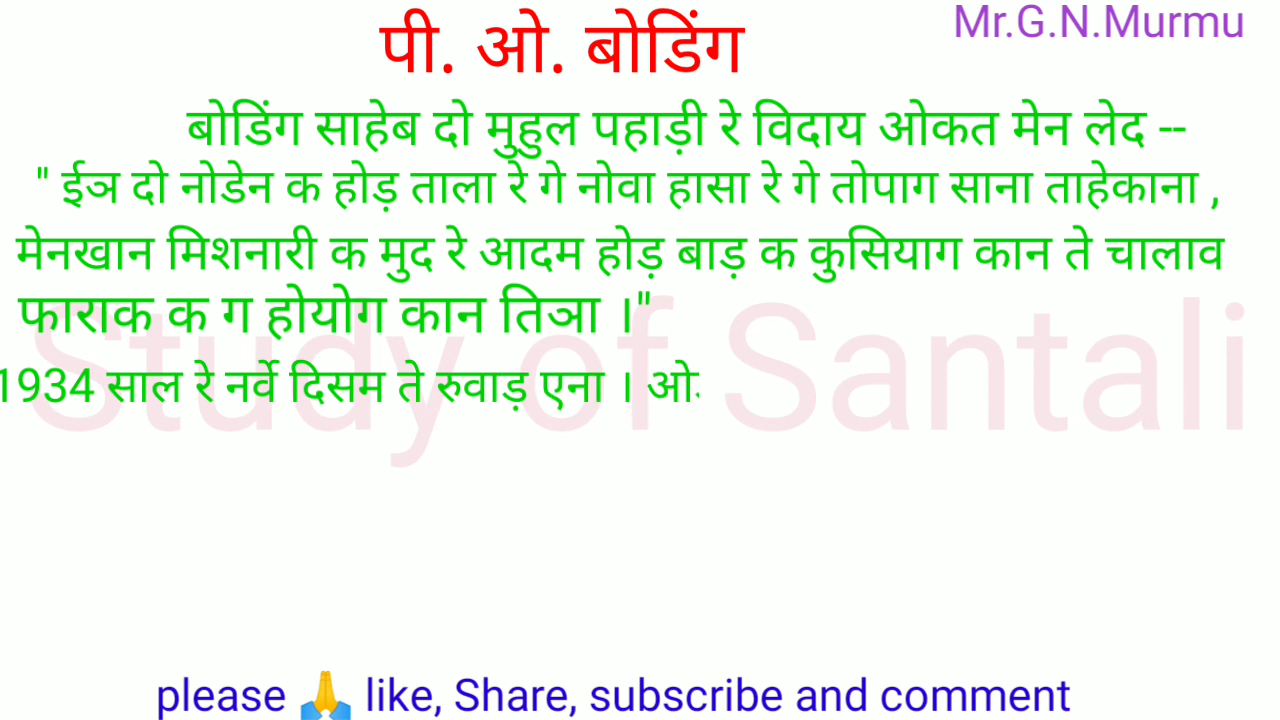 Mr.G.N.Murmu
पी. ओ. बोडिंग
बोडिंग साहेब दो मुहुल पहाड़ी रे विदाय ओकत मेन लेद --
" ईञ दो नोडेन क होड़ ताला रे गे नोवा हासा रे गे तोपाग साना ताहेकाना ,
मेनखान मिशनारी क मुद रे आदम होड़ बाड़ क कुसियाग कान ते चालाव
फाराक क ग होयोग कान तिञा ।"
1934 साल रे नर्वे दिसम ते रुवाड़ एना ।
Study of Santali
please 🙏 like, Share, subscribe and comment